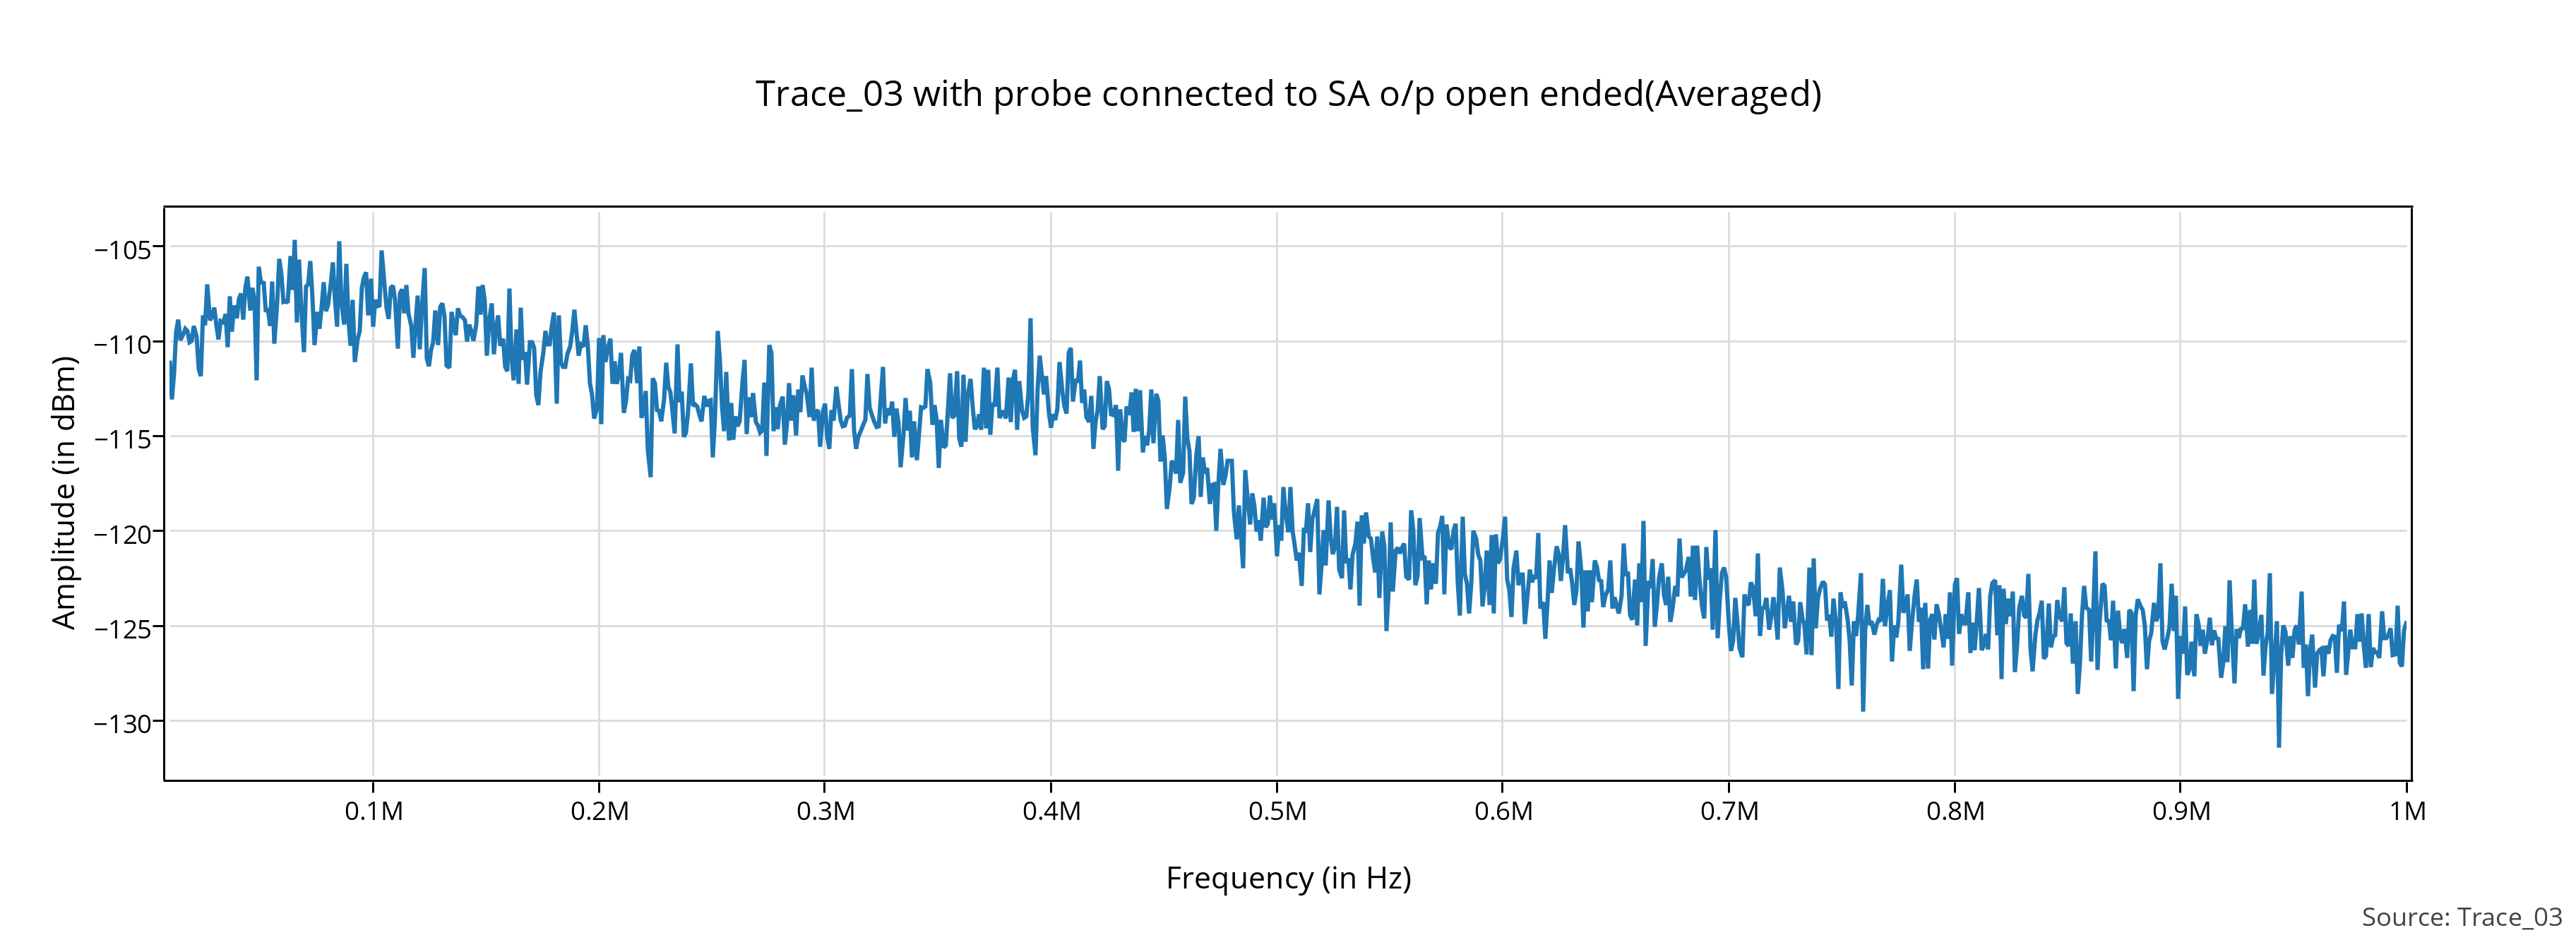 Trace_03 with probe connected to SA o/p open ended(Averaged)
Amplitude (in dBm)
−105
−110
−115
−120
−125
−130
0.1M
0.2M
0.3M
0.4M
0.5M
0.6M
0.7M
0.8M
0.9M
1M
Frequency (in Hz)
Source: Trace_03